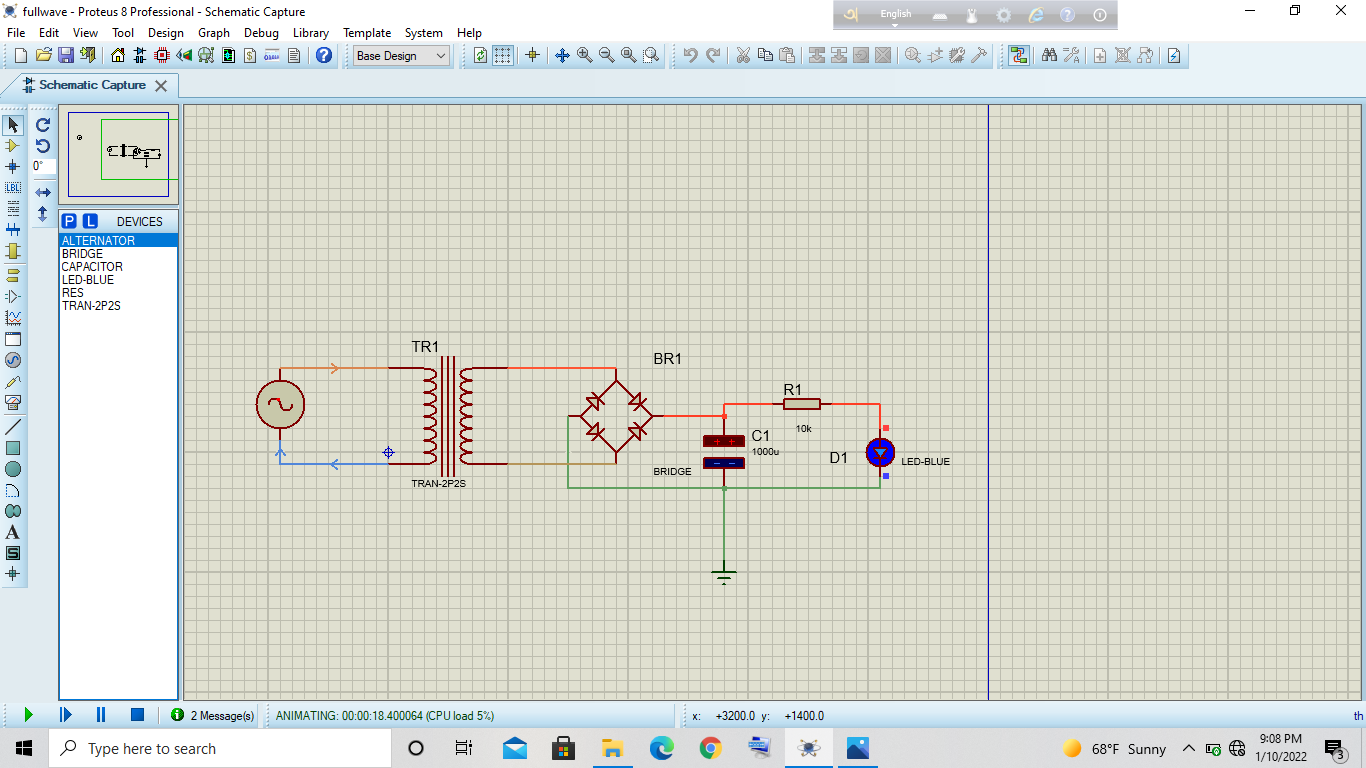 fullwave - Proteus 8 Professional - Schematic Capture
English
File Edit View Tool Design Graph Debug Library Template System Help
Base Design
Schematic Capture
0°
LBL
P L DEVICES
ALTERNATOR
BRIDGE
CAPACITOR
LED-BLUE
RES
TRAN-2P2S
A
S
TR1
TRAN-2P2S
BR1
BRIDGE
C1
1000u
R1
10k
D1
LED-BLUE
2 Message(s)
ANIMATING: 00:00:18.400064 (CPU load 5%)
x: +3200.0 y: +1400.0
th
Type here to search
68°F Sunny
9:08 PM
1/10/2022
3